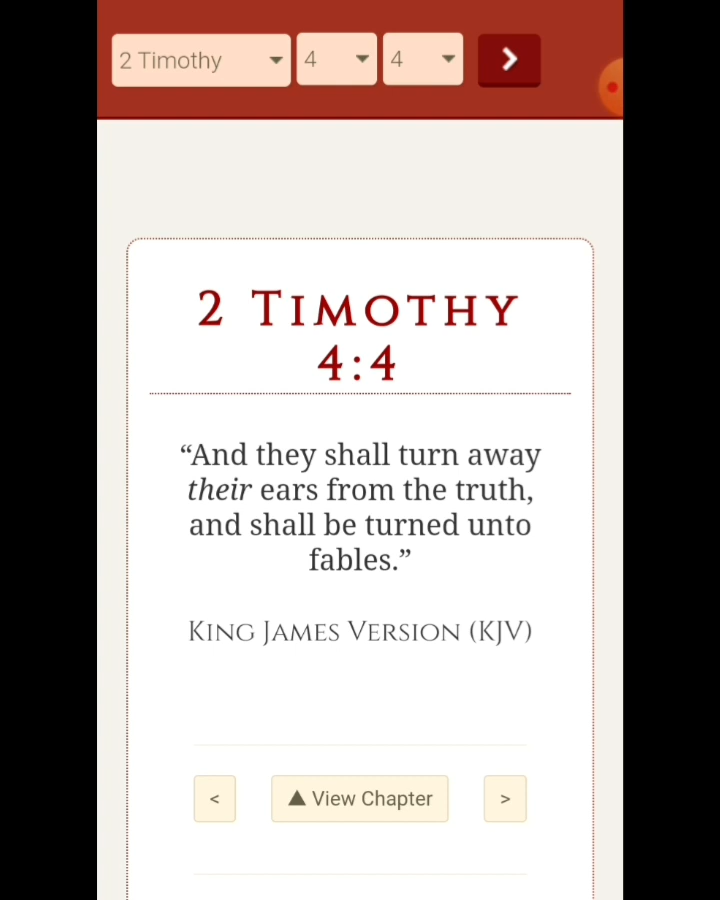 2 Timothy 4 4
2 TIMOTHY
4:4
“And they shall turn away
their ears from the truth,
and shall be turned unto
fables.”
KING JAMES VERSION (KJV)
< ▲ View Chapter >